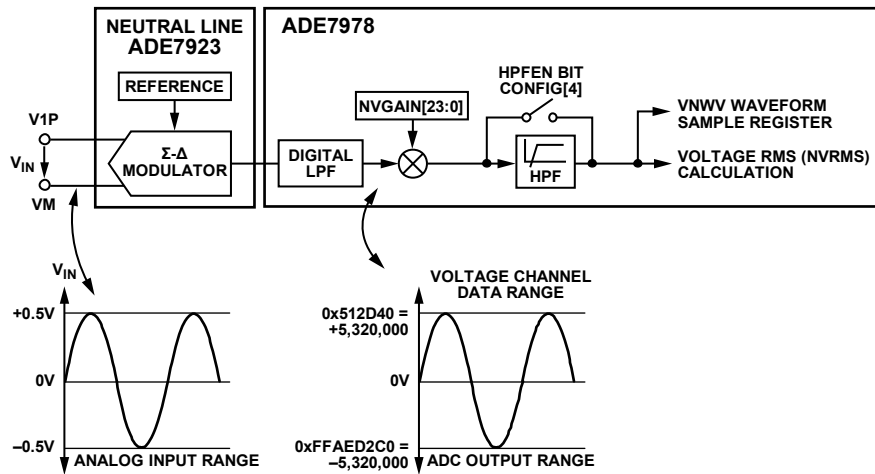 NEUTRAL LINE
ADE7923
ADE7978
REFERENCE
HPFEN BIT
CONFIG[4]
NVGAIN[23:0]
VNWV WAVEFORM
SAMPLE REGISTER
V1P
VIN
VM
Σ-Δ
MODULATOR
DIGITAL
LPF
HPF
VOLTAGE RMS (NVRMS)
CALCULATION
VIN
+0.5V
0V
–0.5V
ANALOG INPUT RANGE
VOLTAGE CHANNEL
DATA RANGE
0x512D40 =
+5,320,000
0V
0xFFAED2C0 =
–5,320,000
ADC OUTPUT RANGE